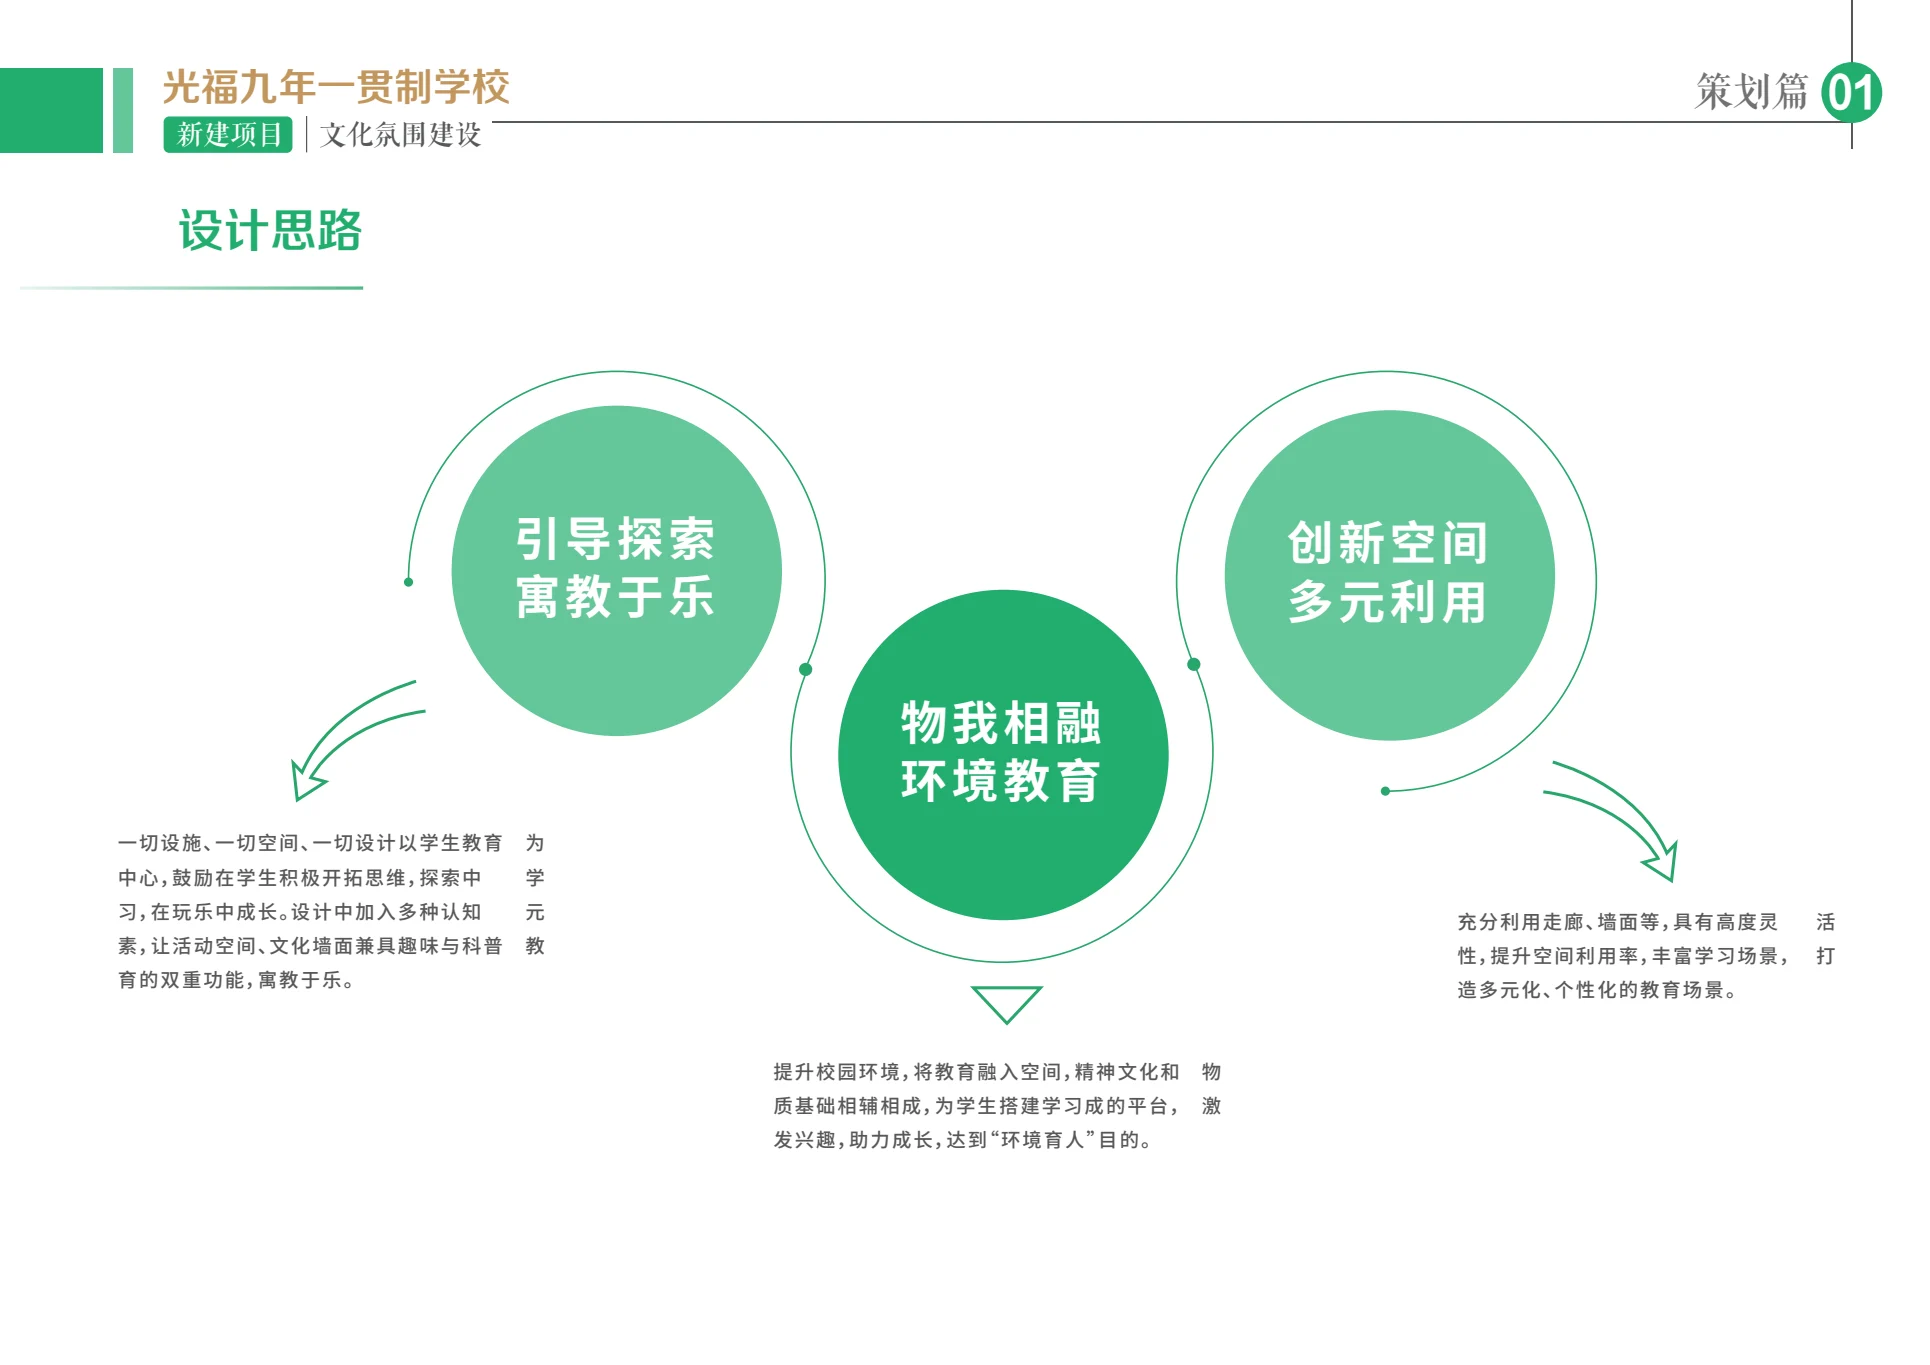 光福九年一贯制学校
新建项目 文化氛围建设
策划篇 01
设计思路
引导探索
寓教于乐
物我相融
环境教育
创新空间
多元利用
一切设施、一切空间、一切设计以学生教育为
中心，鼓励在学生积极开拓思维，探索中学
习，在玩乐中成长。设计中加入多种认知元
素，让活动空间、文化墙面兼具趣味与科普教
育的双重功能，寓教于乐。
提升校园环境，将教育融入空间，精神文化和物
质基础相辅相成，为学生搭建学习成的平台，激
发兴趣，助力成长，达到“环境育人”目的。
充分利用走廊、墙面等，具有高度灵活
性，提升空间利用率，丰富学习场景，打
造多元化、个性化的教育场景。